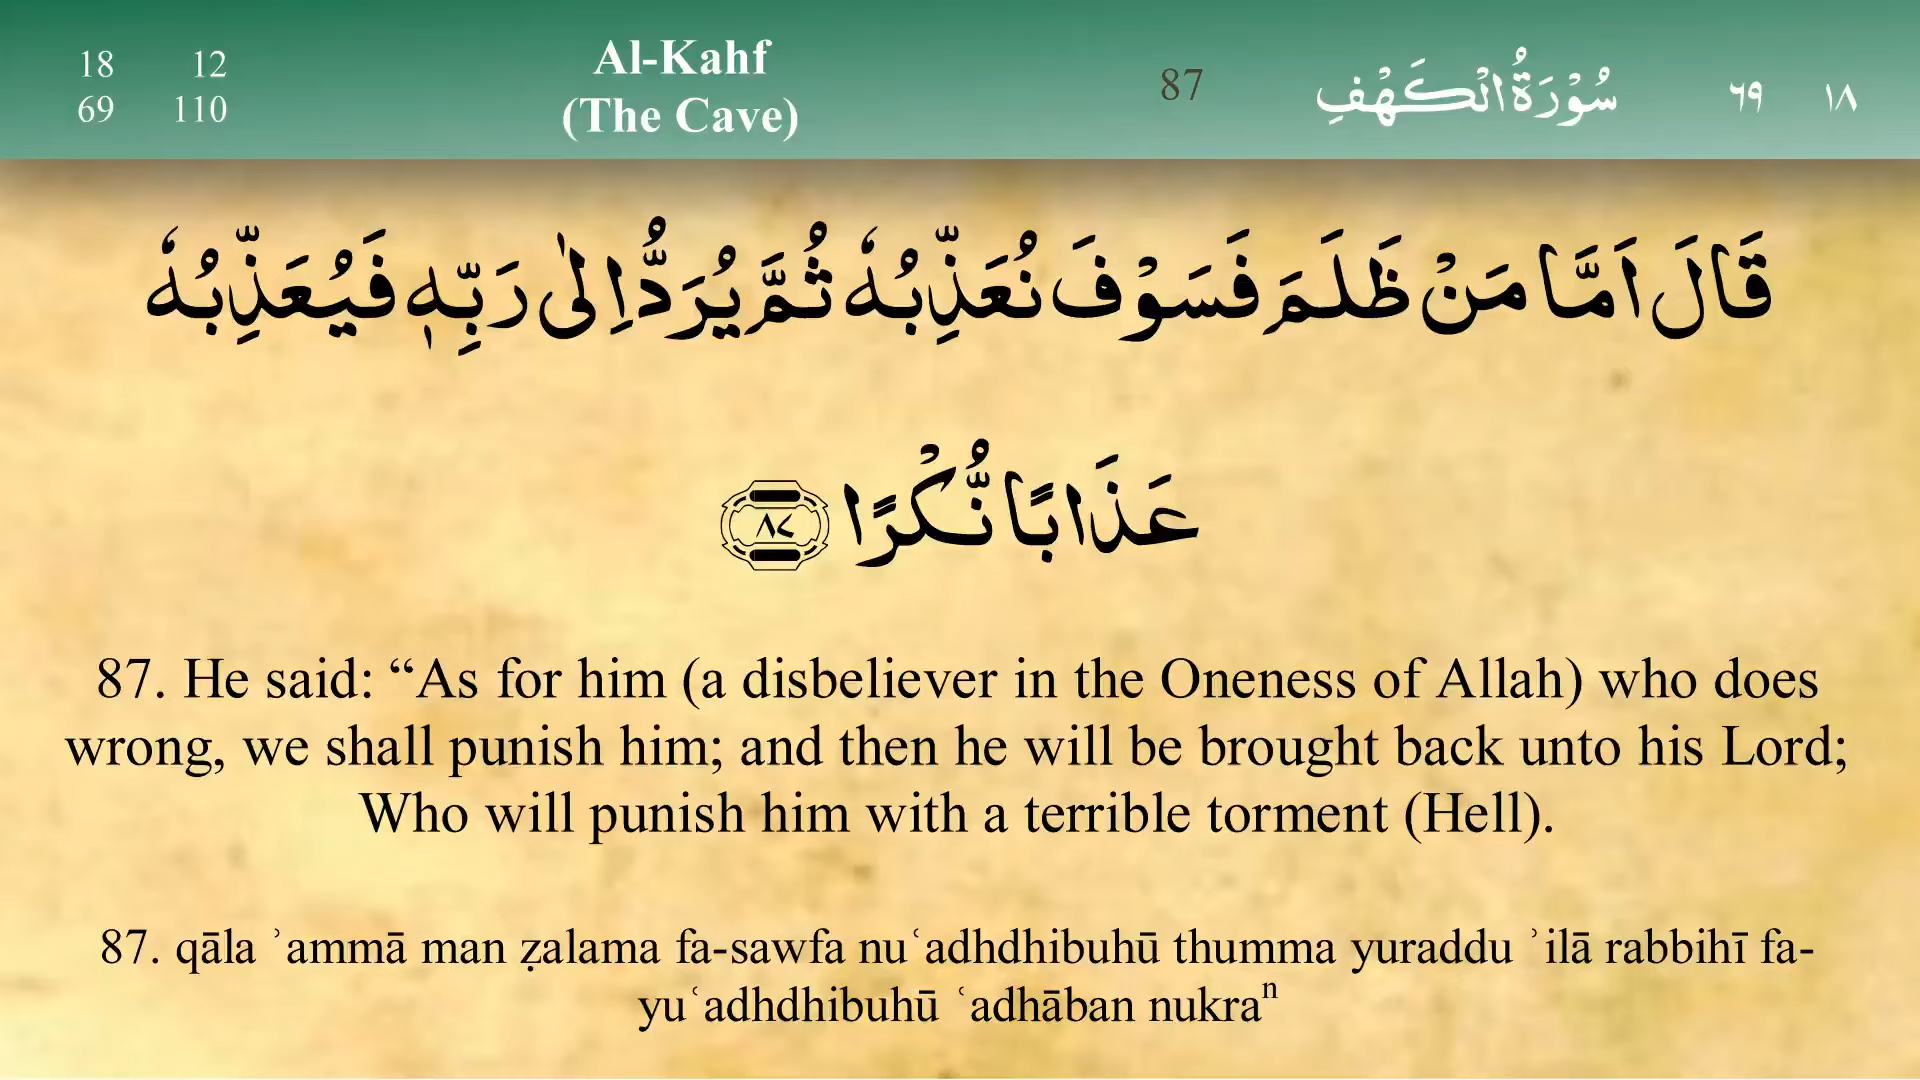 18 12
69 110
Al-Kahf
(The Cave)
87
سُوْرَةُ الْكَهْفِ
٦٩ ١٨
قَالَ اَمَّا مَنْ ظَلَمَ فَسَوْفَ نُعَذِّبُهٗ ثُمَّ يُرَدُّ اِلٰى رَبِّهٖ فَيُعَذِّبُهٗ
عَذَابًا نُّكْرًا ٨٧
87. He said: “As for him (a disbeliever in the Oneness of Allah) who does
wrong, we shall punish him; and then he will be brought back unto his Lord;
Who will punish him with a terrible torment (Hell).
87. qāla ʾammā man ẓalama fa-sawfa nuʿadhdhibuhū thumma yuraddu ʾilā rabbihī fa-
yuʿadhdhibuhū ʿadhāban nukraⁿ